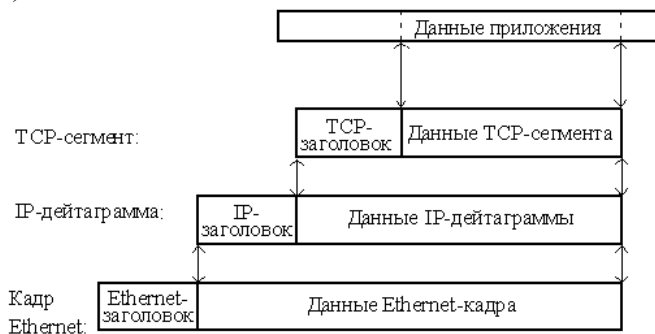 Данные приложения
TCP-сегмент:
TCP-
заголовок
Данные TCP-сегмента
IP-дейтаграмма:
IP-
заголовок
Данные IP-дейтаграммы
Кадр
Ethernet:
Ethernet-
заголовок
Данные Ethernet-кадра